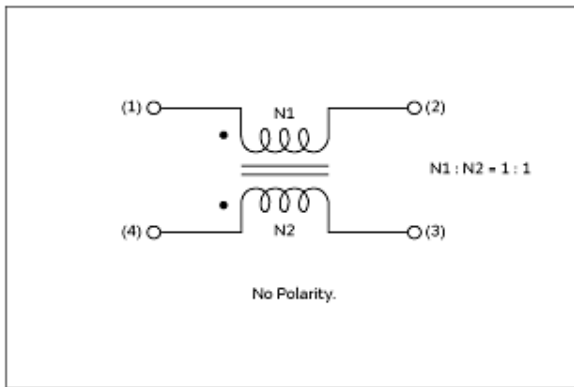 N1
(1) (2)
N1 : N2 = 1 : 1
(4) (3)
N2
No Polarity.